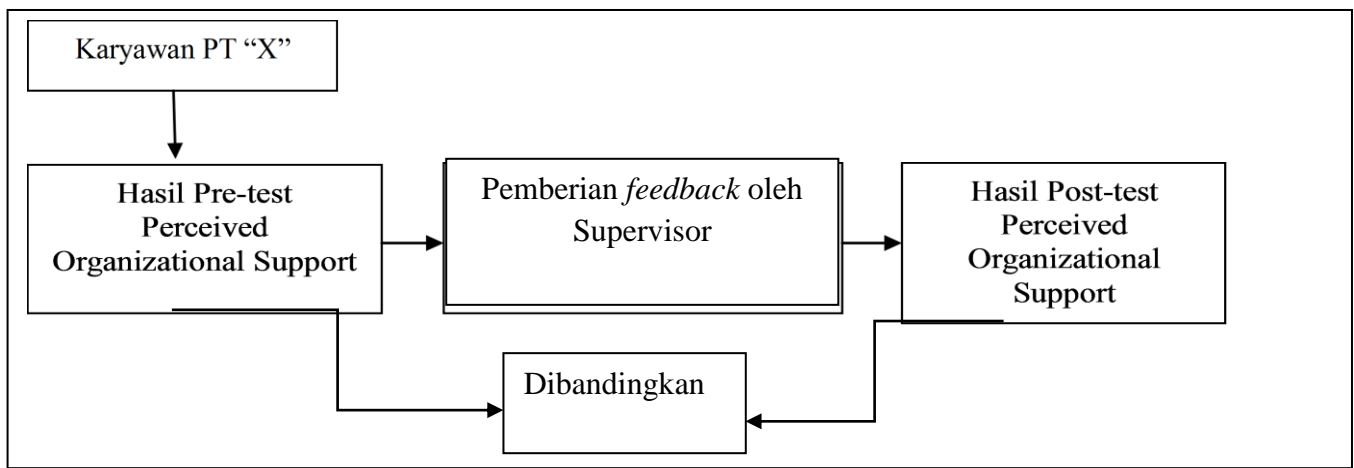 Karyawan PT “X”
Hasil Pre-test
Perceived
Organizational Support
Pemberian feedback oleh
Supervisor
Hasil Post-test
Perceived
Organizational
Support
Dibandingkan